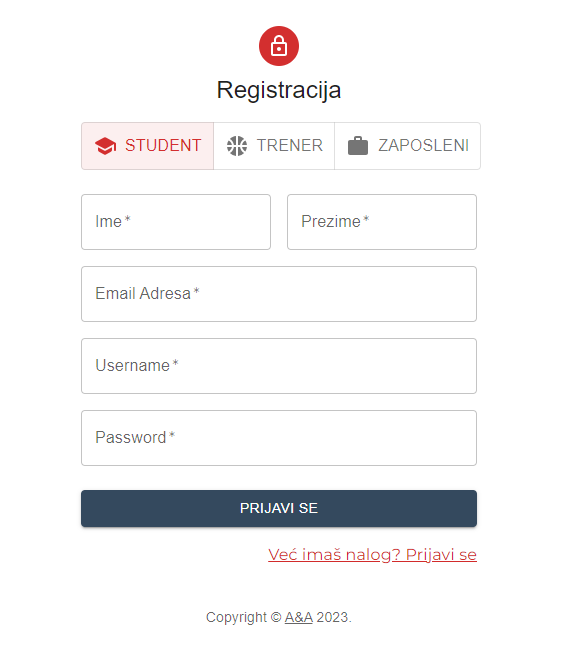 Registracija
STUDENT TRENER ZAPOSLENI
Ime * Prezime *
Email Adresa *
Username *
Password *
PRIJAVI SE
Već imaš nalog? Prijavi se
Copyright © A&A 2023.